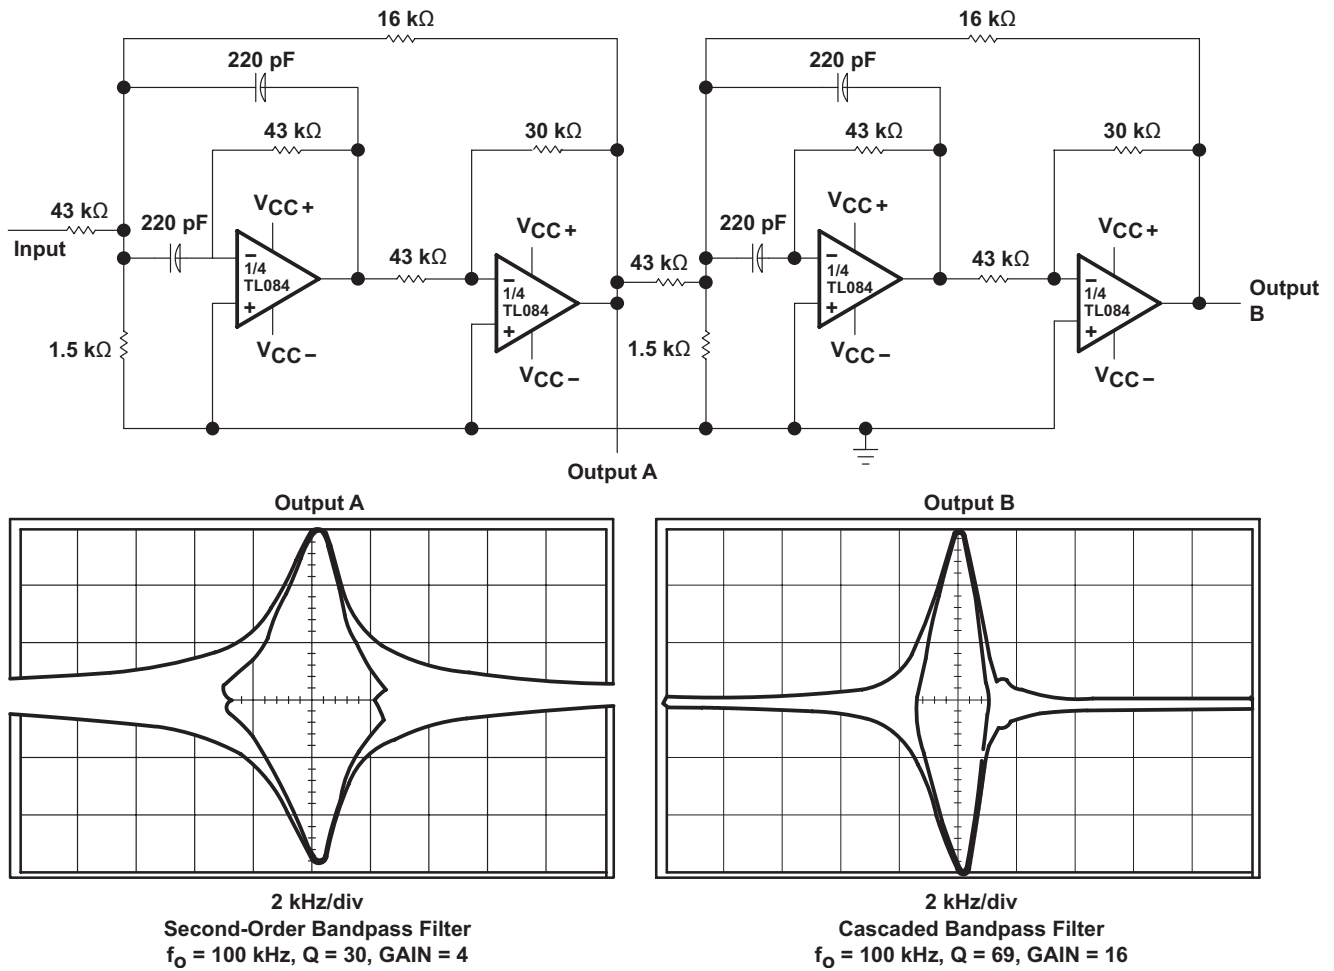 16 kΩ
16 kΩ
220 pF
220 pF
43 kΩ
30 kΩ
43 kΩ
30 kΩ
43 kΩ
Input
220 pF
VCC+
−
1/4
TL084
+
VCC−
1.5 kΩ
43 kΩ
VCC+
−
1/4
TL084
+
VCC−
43 kΩ
1.5 kΩ
220 pF
VCC+
−
1/4
TL084
+
VCC−
43 kΩ
VCC+
−
1/4
TL084
+
VCC−
Output
B
Output A
Output A
Output B
2 kHz/div
Second-Order Bandpass Filter
fo = 100 kHz, Q = 30, GAIN = 4
2 kHz/div
Cascaded Bandpass Filter
fo = 100 kHz, Q = 69, GAIN = 16